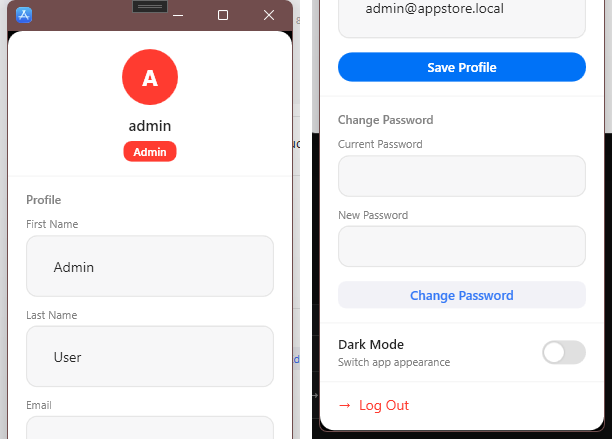 A
admin
Admin
Profile
First Name
Admin
Last Name
User
Email
admin@appstore.local
Save Profile
Change Password
Current Password
New Password
Change Password
Dark Mode
Switch app appearance
→ Log Out